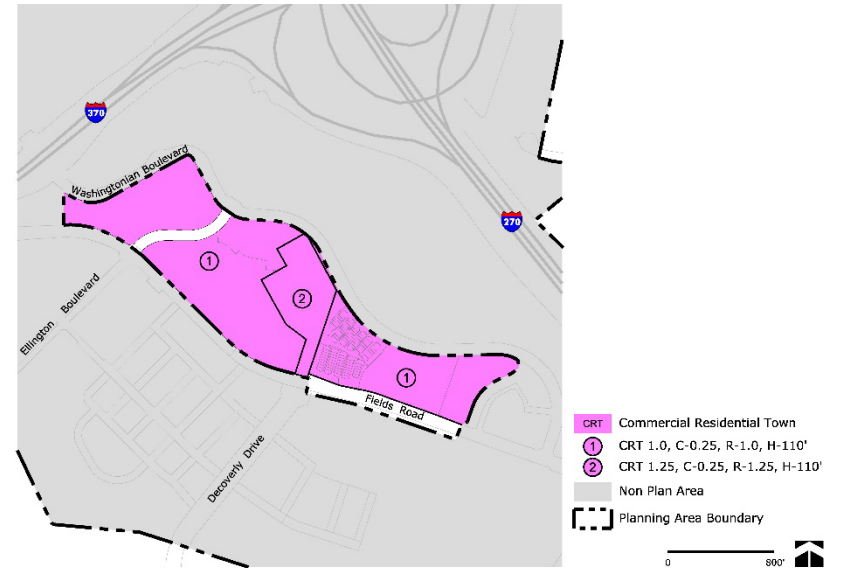 370
Washingtonian Boulevard
270
1
2
Ellington Boulevard
1
Fields Road
Decoverly Drive
CRT Commercial Residential Town
1 CRT 1.0, C-0.25, R-1.0, H-110'
2 CRT 1.25, C-0.25, R-1.25, H-110'
Non Plan Area
Planning Area Boundary
0 800'